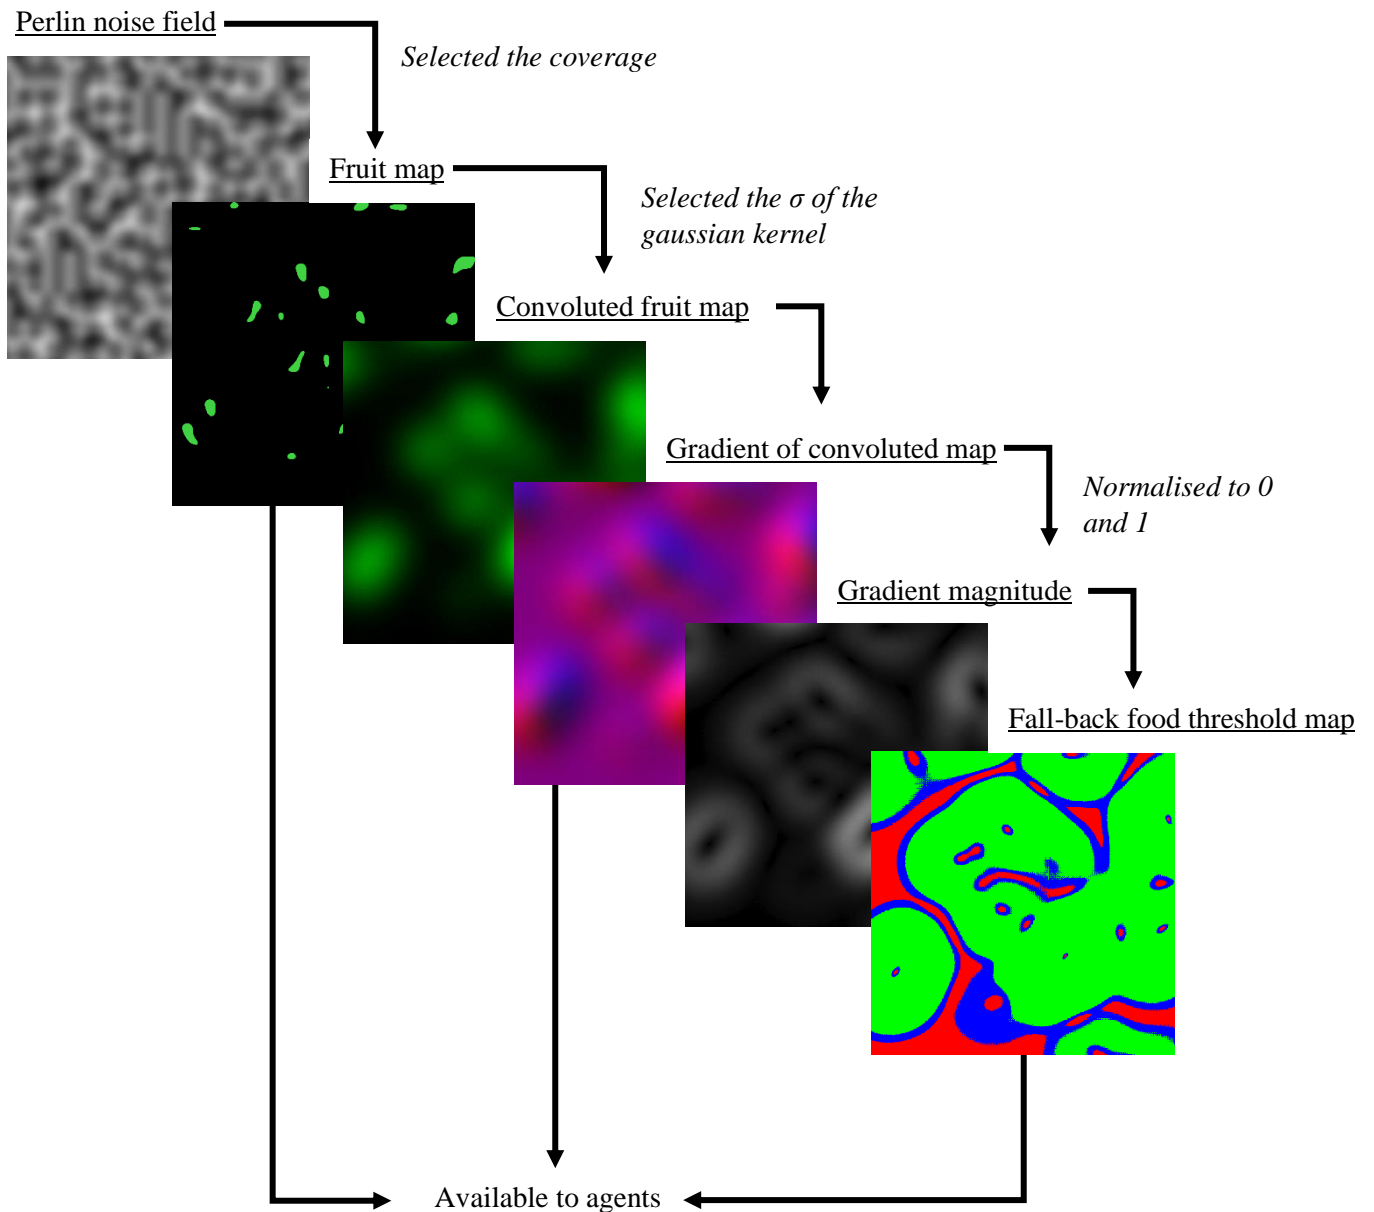 Perlin noise field
Selected the coverage
Fruit map
Selected the σ of the
gaussian kernel
Convoluted fruit map
Gradient of convoluted map
Normalised to 0
and 1
Gradient magnitude
Fall-back food threshold map
Available to agents